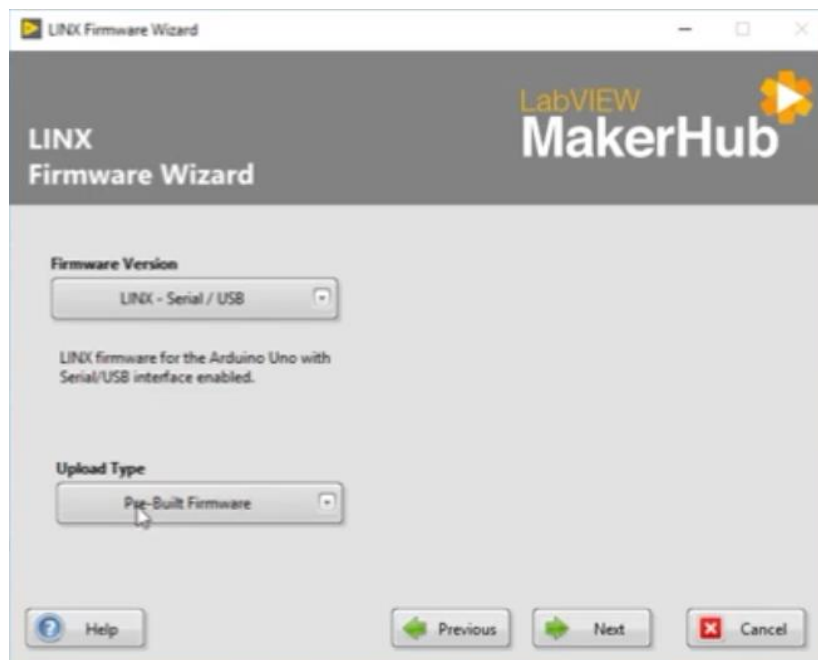 LINX Firmware Wizard
LabVIEW
MakerHub
LINX
Firmware Wizard
Firmware Version
LINX - Serial / USB
LINX firmware for the Arduino Uno with
Serial/USB interface enabled.
Upload Type
Pre-Built Firmware
? Help
Previous
Next
Cancel